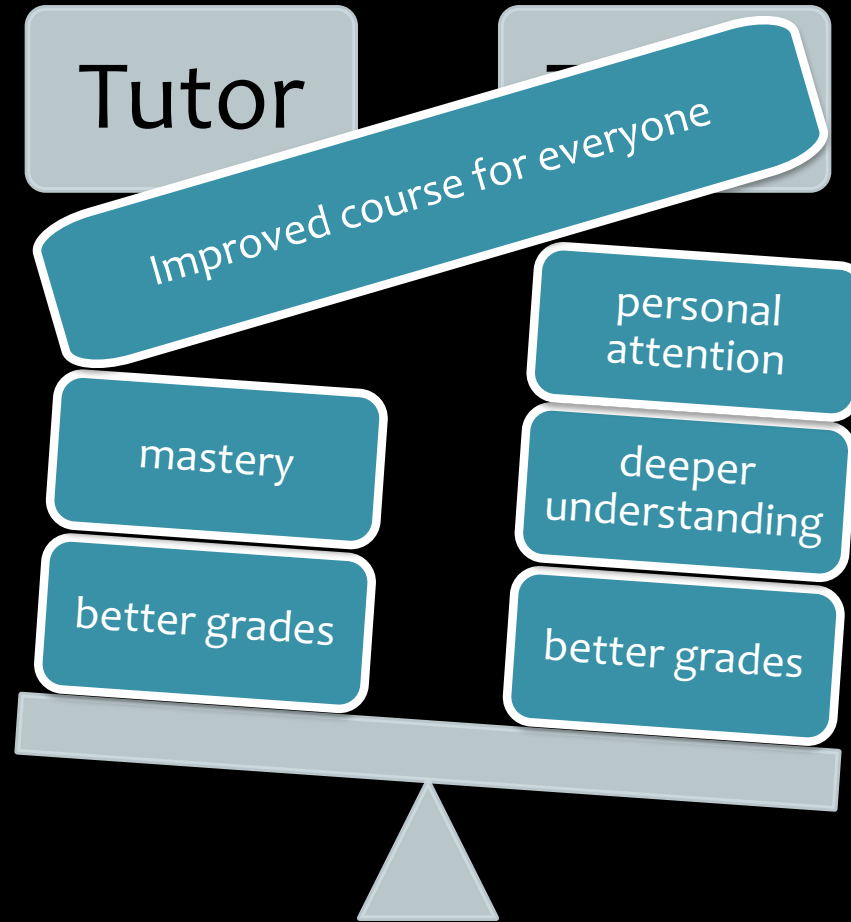 Tutor
Improved course for everyone
personal
attention
mastery
deeper
understanding
better grades
better grades